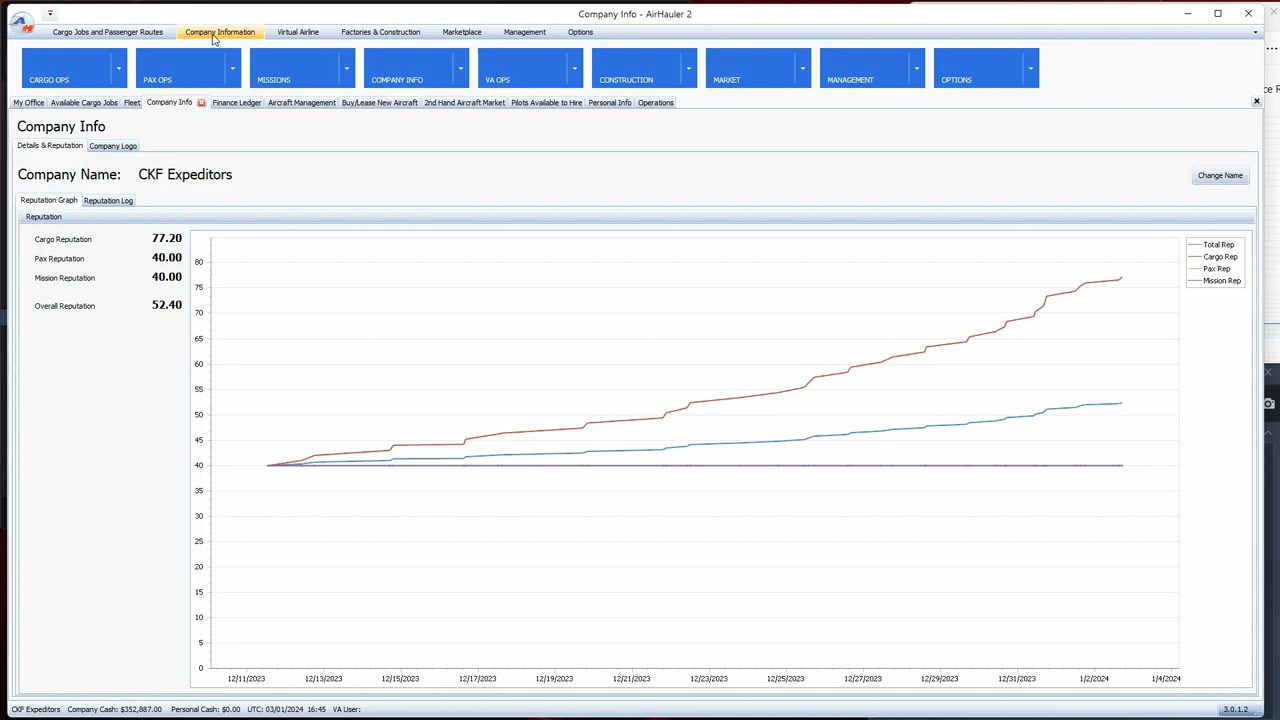 Company Info - AirHauler 2
Cargo Jobs and Passenger Routes Company Information Virtual Airline Factories & Construction Marketplace Management Options
CARGO OPS PAX OPS MISSIONS COMPANY INFO VA OPS CONSTRUCTION MARKET MANAGEMENT OPTIONS
My Office Available Cargo Jobs Fleet Company Info Finance Ledger Aircraft Management Buy/Lease New Aircraft 2nd Hand Aircraft Market Pilots Available to Hire Personal Info Operations
Company Info
Details & Reputation Company Logo
Company Name: CKF Expeditors Change Name
Reputation Graph Reputation Log
Reputation
Cargo Reputation 77.20
Pax Reputation 40.00
Mission Reputation 40.00
Overall Reputation 52.40
Total Rep
Cargo Rep
Pax Rep
Mission Rep
80
75
70
65
60
55
50
45
40
35
30
25
20
15
10
5
0
12/11/2023 12/13/2023 12/15/2023 12/17/2023 12/19/2023 12/21/2023 12/23/2023 12/25/2023 12/27/2023 12/29/2023 12/31/2023 1/2/2024 1/4/2024
CKF Expeditors Company Cash: $352,887.00 Personal Cash: $0.00 UTC: 03/01/2024 16:45 VA User: 3.0.1.2